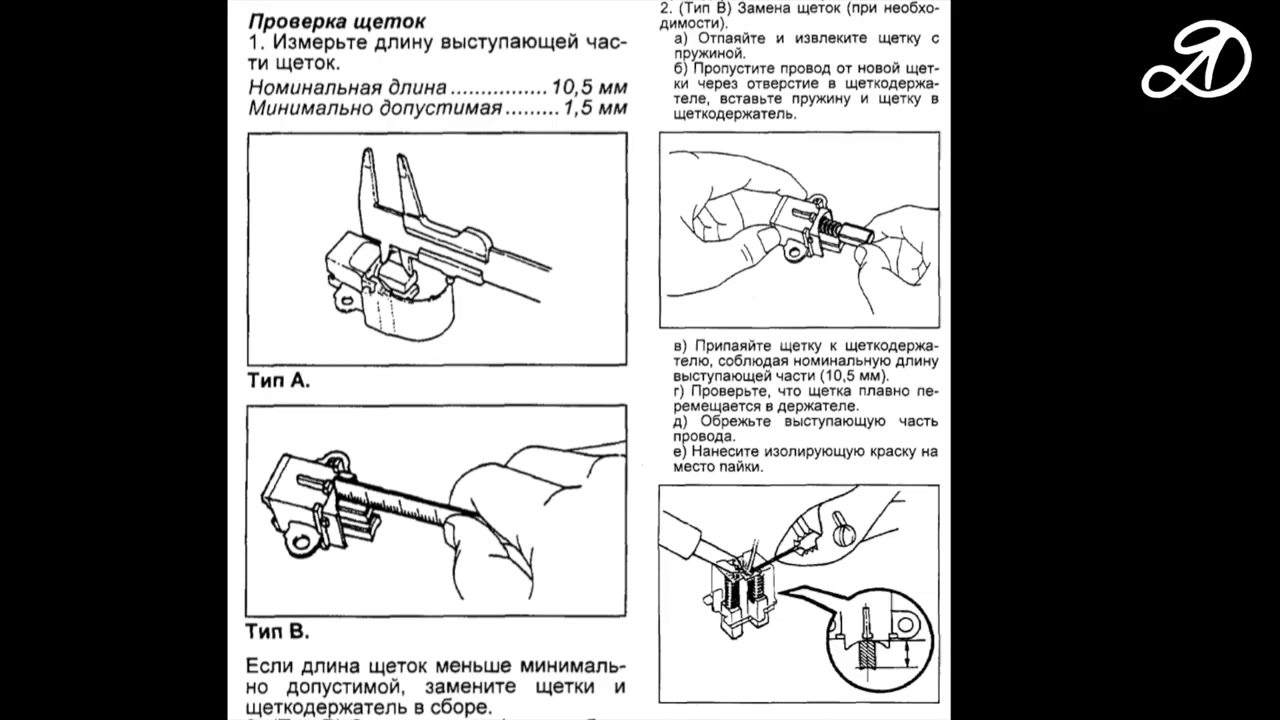 Проверка щеток
1. Измерьте длину выступающей час-
ти щеток.
Номинальная длина ................ 10,5 мм
Минимально допустимая ......... 1,5 мм
Тип А.
Тип В.
Если длина щеток меньше минималь-
но допустимой, замените щетки и
щеткодержатель в сборе.
2. (Тип В) Замена щеток (при необхо-
димости).
а) Отпаяйте и извлеките щетку с
пружиной.
б) Пропустите провод от новой щет-
ки через отверстие в щеткодержа-
теле, вставьте пружину и щетку в
щеткодержатель.
в) Припаяйте щетку к щеткодержа-
телю, соблюдая номинальную длину
выступающей части (10,5 мм).
г) Проверьте, что щетка плавно пе-
ремещается в держателе.
д) Обрежьте выступающую часть
провода.
е) Нанесите изолирующую краску на
место пайки.